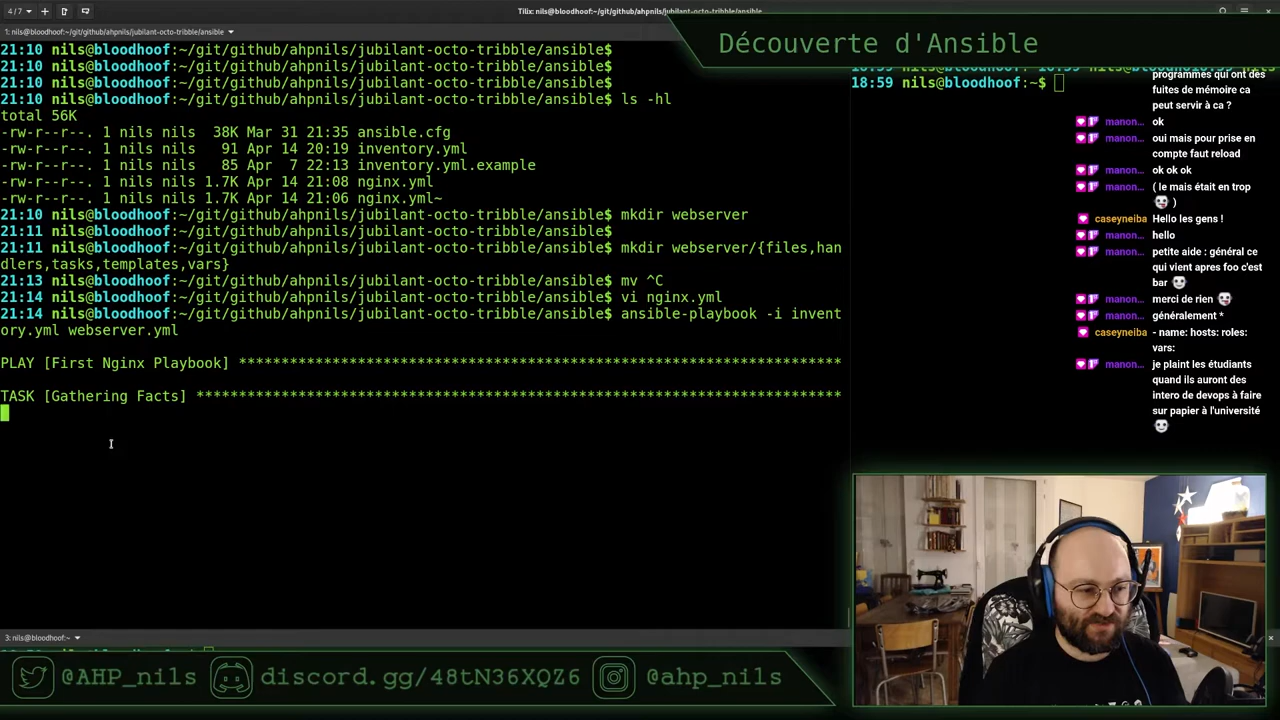 4/7
Tilix: nils@bloodhoof:~/git/github/ahpnils/jubilant-octo-tribble/ansible
1: nils@bloodhoof:~/git/github/ahpnils/jubilant-octo-tribble/ansible
21:10 nils@bloodhoof:~/git/github/ahpnils/jubilant-octo-tribble/ansible$
21:10 nils@bloodhoof:~/git/github/ahpnils/jubilant-octo-tribble/ansible$
21:10 nils@bloodhoof:~/git/github/ahpnils/jubilant-octo-tribble/ansible$
21:10 nils@bloodhoof:~/git/github/ahpnils/jubilant-octo-tribble/ansible$ ls -hl
total 56K
-rw-r--r--. 1 nils nils  38K Mar 31 21:35 ansible.cfg
-rw-r--r--. 1 nils nils   91 Apr 14 20:19 inventory.yml
-rw-r--r--. 1 nils nils   85 Apr  7 22:13 inventory.yml.example
-rw-r--r--. 1 nils nils 1.7K Apr 14 21:08 nginx.yml
-rw-r--r--. 1 nils nils 1.7K Apr 14 21:06 nginx.yml~
21:10 nils@bloodhoof:~/git/github/ahpnils/jubilant-octo-tribble/ansible$ mkdir webserver
21:11 nils@bloodhoof:~/git/github/ahpnils/jubilant-octo-tribble/ansible$
21:11 nils@bloodhoof:~/git/github/ahpnils/jubilant-octo-tribble/ansible$ mkdir webserver/{files,han
dlers,tasks,templates,vars}
21:13 nils@bloodhoof:~/git/github/ahpnils/jubilant-octo-tribble/ansible$ mv ^C
21:14 nils@bloodhoof:~/git/github/ahpnils/jubilant-octo-tribble/ansible$ vi nginx.yml
21:14 nils@bloodhoof:~/git/github/ahpnils/jubilant-octo-tribble/ansible$ ansible-playbook -i invent
ory.yml webserver.yml
PLAY [First Nginx Playbook] ***********************************************************************
TASK [Gathering Facts] ****************************************************************************
3: nils@bloodhoof:~
Découverte d'Ansible
18:59 nils@bloodhoof:~$
programmes qui ont des
fuites de mémoire ca
peut servir à ca ?
manon... ok
manon... oui mais pour prise en
compte faut reload
manon... ok ok ok
manon... ( le mais était en trop
)
caseyneiba Hello les gens !
manon... hello
manon... petite aide : général ce
qui vient apres foo c'est
bar
manon... merci de rien
manon... généralement *
caseyneiba - name: hosts: roles:
vars:
manon... je plaint les étudiants
quand ils auront des
intero de devops à faire
sur papier à l'université
@AHP_nils
discord.gg/48tN36XQZ6
@ahp_nils